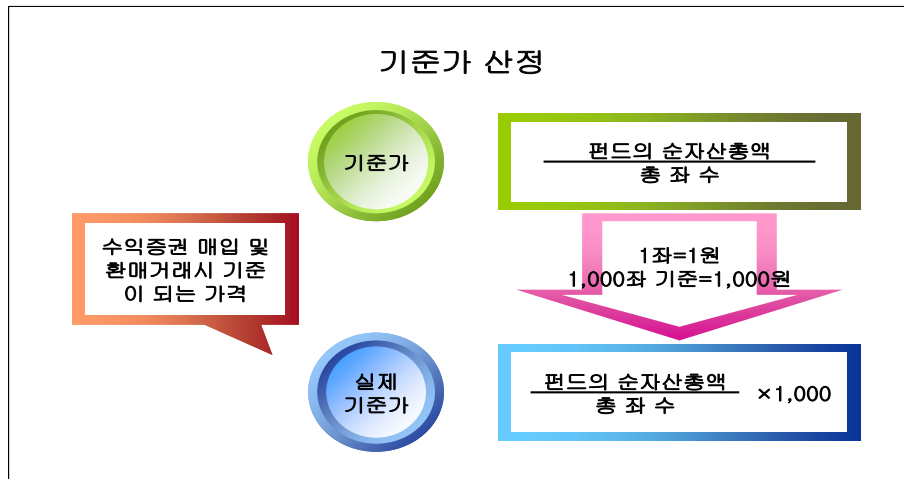 기준가 산정
기준가
펀드의 순자산총액
총 좌 수
수익증권 매입 및
환매거래시 기준
이 되는 가격
1좌=1원
1,000좌 기준=1,000원
실제
기준가
펀드의 순자산총액
총 좌 수
×1,000